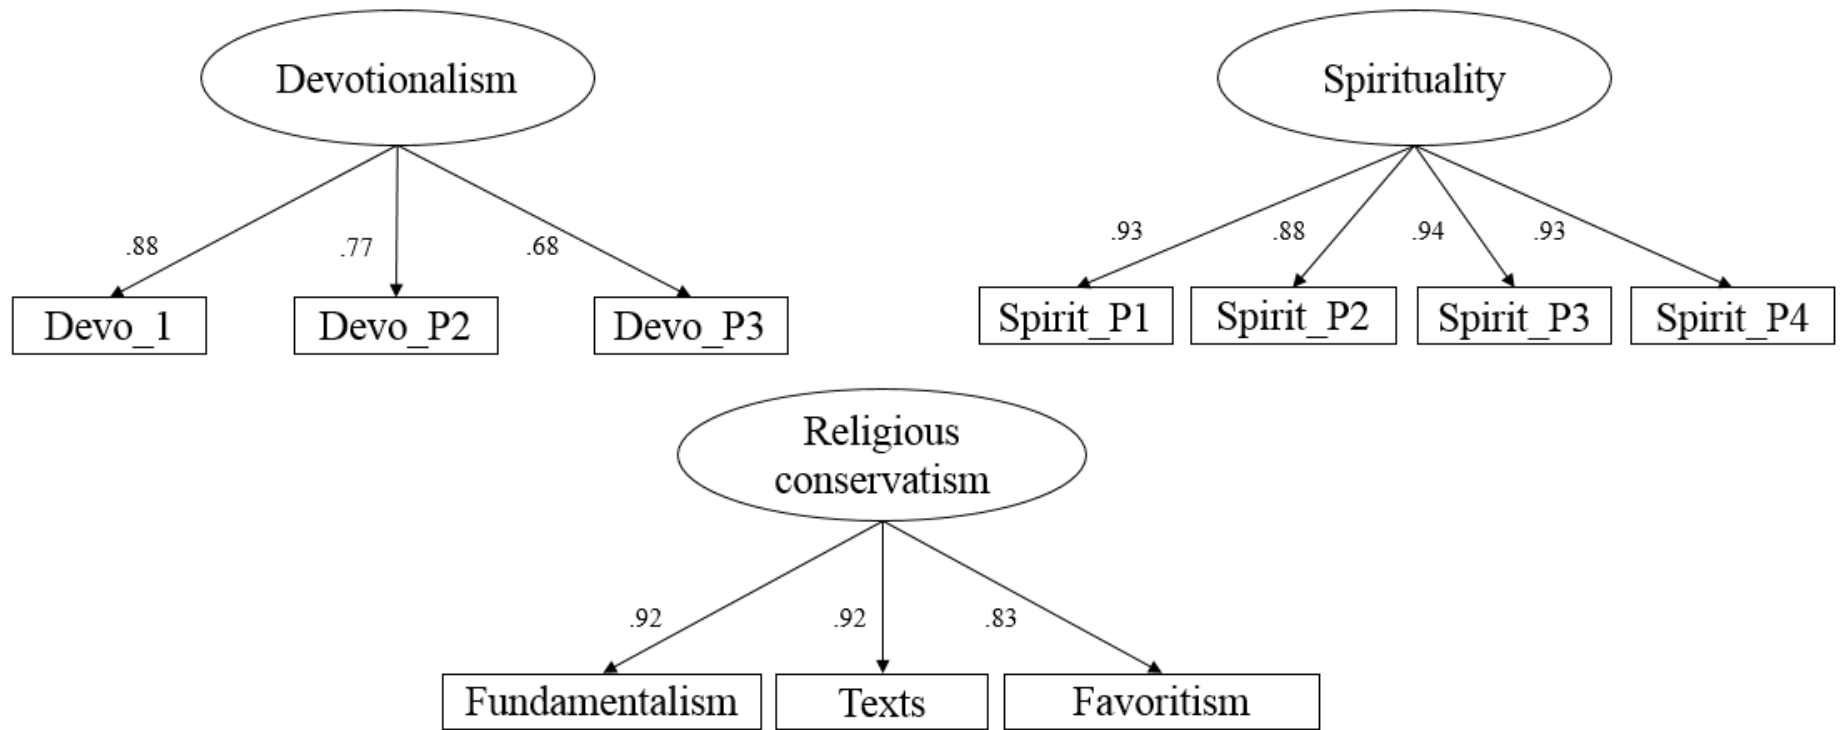 Devotionalism
Spirituality
.88
.77
.68
.93
.88
.94
.93
Devo_1
Devo_P2
Devo_P3
Spirit_P1
Spirit_P2
Spirit_P3
Spirit_P4
Religious
conservatism
.92
.92
.83
Fundamentalism
Texts
Favoritism